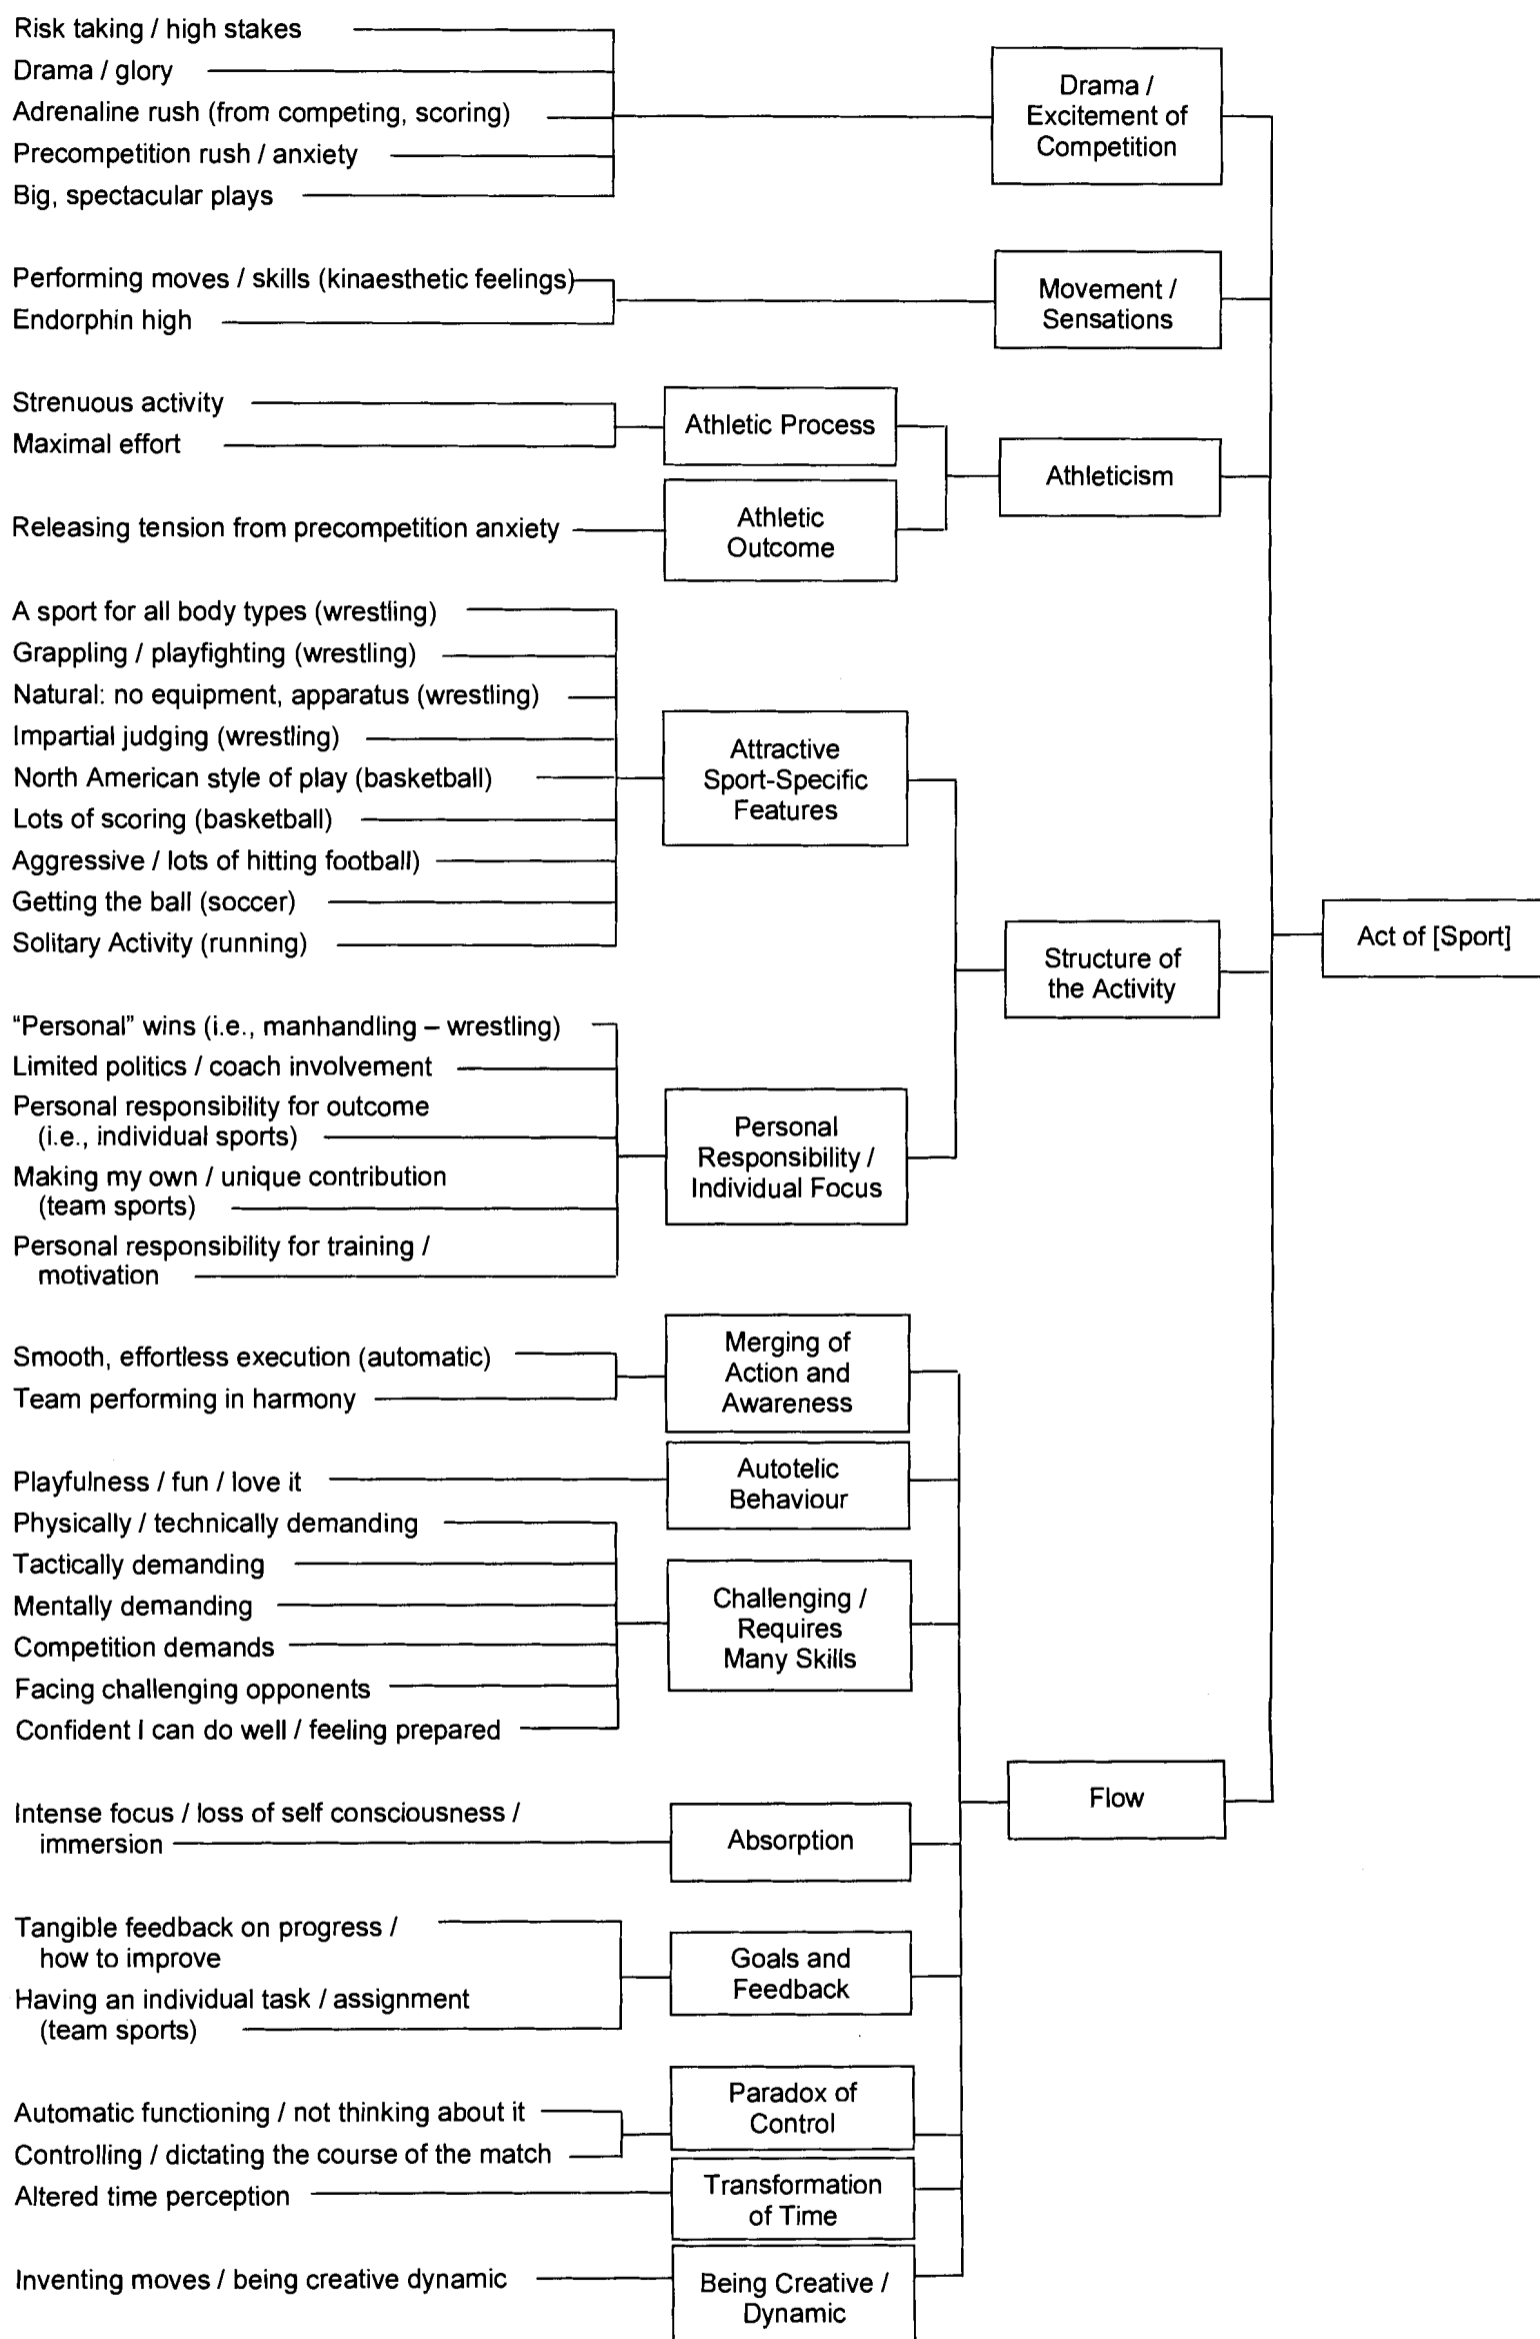 Risk taking / high stakes
Drama / glory
Adrenaline rush (from competing, scoring)
Precompetition rush / anxiety
Big, spectacular plays
Drama /
Excitement of
Competition
Performing moves / skills (kinaesthetic feelings)
Endorphin high
Movement /
Sensations
Strenuous activity
Maximal effort
Athletic Process
Releasing tension from precompetition anxiety
Athletic
Outcome
Athleticism
A sport for all body types (wrestling)
Grappling / playfighting (wrestling)
Natural: no equipment, apparatus (wrestling)
Impartial judging (wrestling)
North American style of play (basketball)
Lots of scoring (basketball)
Aggressive / lots of hitting football)
Getting the ball (soccer)
Solitary Activity (running)
Attractive
Sport-Specific
Features
"Personal" wins (i.e., manhandling – wrestling)
Limited politics / coach involvement
Personal responsibility for outcome
(i.e., individual sports)
Making my own / unique contribution
(team sports)
Personal responsibility for training /
motivation
Personal
Responsibility /
Individual Focus
Structure of
the Activity
Act of [Sport]
Smooth, effortless execution (automatic)
Team performing in harmony
Merging of
Action and
Awareness
Playfulness / fun / love it
Autotelic
Behaviour
Physically / technically demanding
Tactically demanding
Mentally demanding
Competition demands
Facing challenging opponents
Confident I can do well / feeling prepared
Challenging /
Requires
Many Skills
Intense focus / loss of self consciousness /
immersion
Absorption
Flow
Tangible feedback on progress /
how to improve
Having an individual task / assignment
(team sports)
Goals and
Feedback
Automatic functioning / not thinking about it
Controlling / dictating the course of the match
Paradox of
Control
Altered time perception
Transformation
of Time
Inventing moves / being creative dynamic
Being Creative /
Dynamic